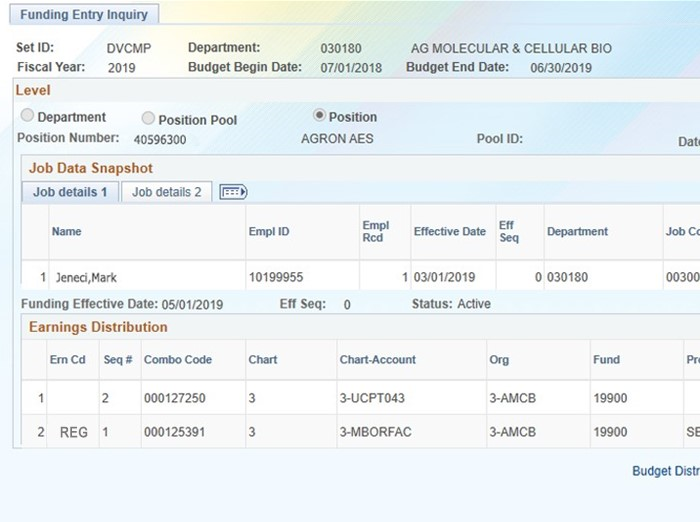 Funding Entry Inquiry
Set ID: DVCMP Department: 030180 AG MOLECULAR & CELLULAR BIO
Fiscal Year: 2019 Budget Begin Date: 07/01/2018 Budget End Date: 06/30/2019
Level
Department Position Pool Position
Position Number: 40596300 AGRON AES Pool ID: Date
Job Data Snapshot
Job details 1 Job details 2
Name Empl ID Empl Rcd Effective Date Eff Seq Department Job Co
1 Jeneci,Mark 10199955 1 03/01/2019 0 030180 00300
Funding Effective Date: 05/01/2019 Eff Seq: 0 Status: Active
Earnings Distribution
Ern Cd Seq # Combo Code Chart Chart-Account Org Fund Pro
1 2 000127250 3 3-UCPT043 3-AMCB 19900
2 REG 1 000125391 3 3-MBORFAC 3-AMCB 19900 SE
Budget Distr